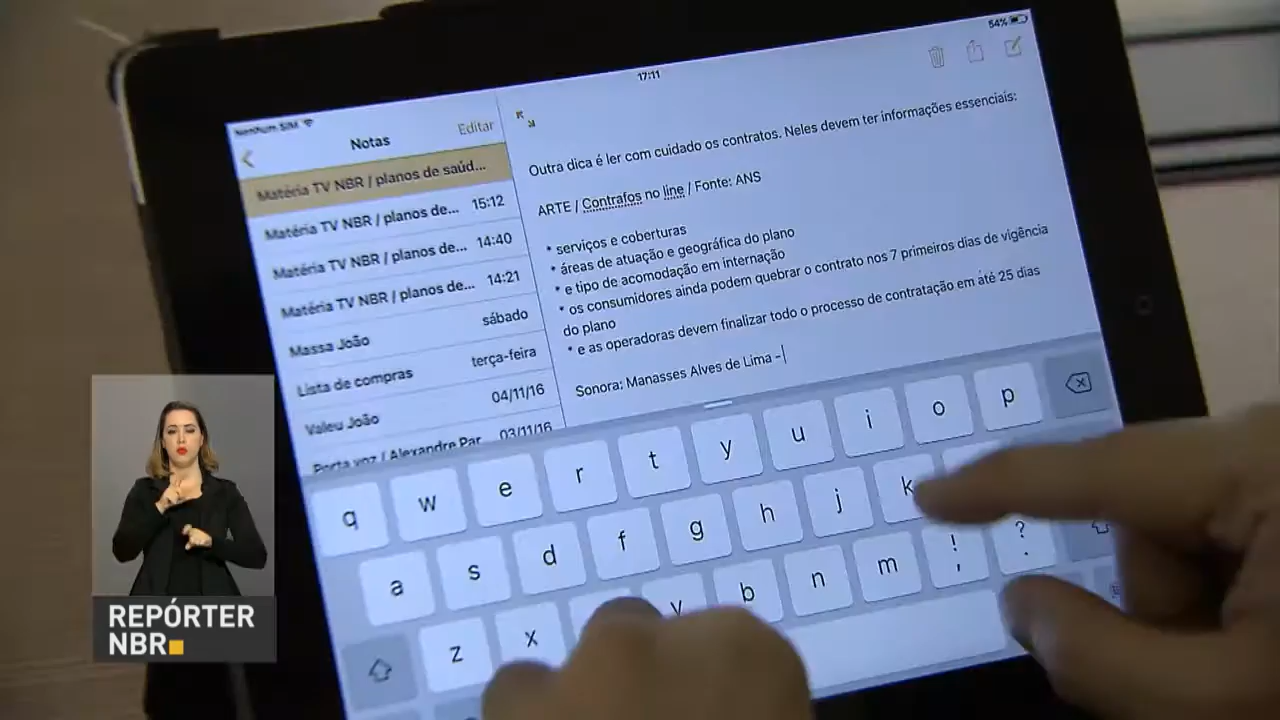 54%
17:11
Nenhum SIM
Notas
Editar
Matéria TV NBR / planos de saúd...
Matéria TV NBR / planos de... 15:12
Matéria TV NBR / planos de... 14:40
Matéria TV NBR / planos de... 14:21
Massa João sábado
Lista de compras terça-feira
Valeu João 04/11/16
Porta voz / Alexandre Par 03/11/16
Outra dica é ler com cuidado os contratos. Neles devem ter informações essenciais:
ARTE / Contrafos no line / Fonte: ANS
* serviços e coberturas
* áreas de atuação e geográfica do plano
* e tipo de acomodação em internação
* os consumidores ainda podem quebrar o contrato nos 7 primeiros dias de vigência
do plano
* e as operadoras devem finalizar todo o processo de contratação em até 25 dias
Sonora: Manasses Alves de Lima -
q w e r t y u i o p
a s d f g h j k
z x v b n m ! , ? .
REPÓRTER
NBR